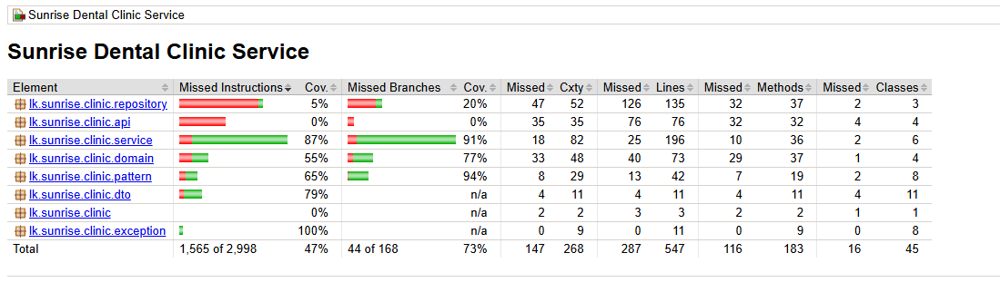 Sunrise Dental Clinic Service
Sunrise Dental Clinic Service
Element Missed Instructions Cov. Missed Branches Cov. Missed Cxty Missed Lines Missed Methods Missed Classes
lk.sunrise.clinic.repository 5% 20% 47 52 126 135 32 37 2 3
lk.sunrise.clinic.api 0% 0% 35 35 76 76 32 32 4 4
lk.sunrise.clinic.service 87% 91% 18 82 25 196 10 36 2 6
lk.sunrise.clinic.domain 55% 77% 33 48 40 73 29 37 1 4
lk.sunrise.clinic.pattern 65% 94% 8 29 13 42 7 19 2 8
lk.sunrise.clinic.dto 79% n/a 4 11 4 11 4 11 4 11
lk.sunrise.clinic 0% n/a 2 2 3 3 2 2 1 1
lk.sunrise.clinic.exception 100% n/a 0 9 0 11 0 9 0 8
Total 1,565 of 2,998 47% 44 of 168 73% 147 268 287 547 116 183 16 45